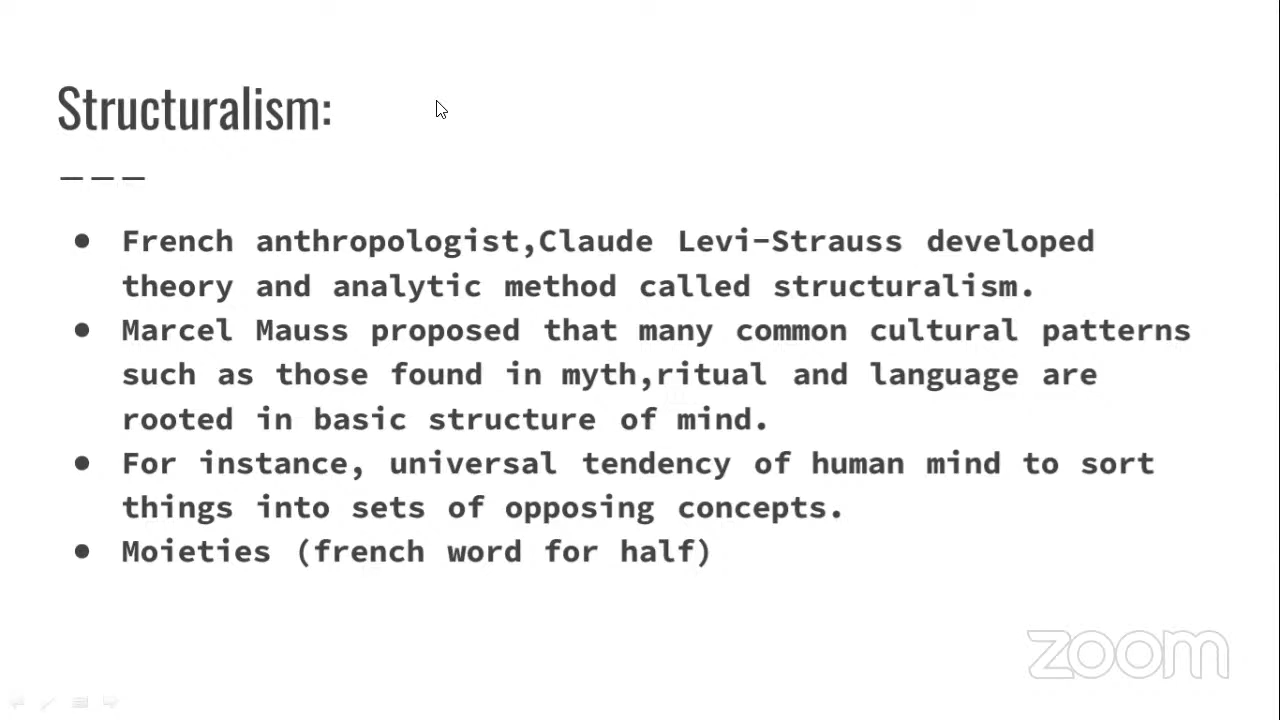 Structuralism:
● French anthropologist,Claude Levi-Strauss developed
theory and analytic method called structuralism.
● Marcel Mauss proposed that many common cultural patterns
such as those found in myth,ritual and language are
rooted in basic structure of mind.
● For instance, universal tendency of human mind to sort
things into sets of opposing concepts.
● Moieties (french word for half)
zoom